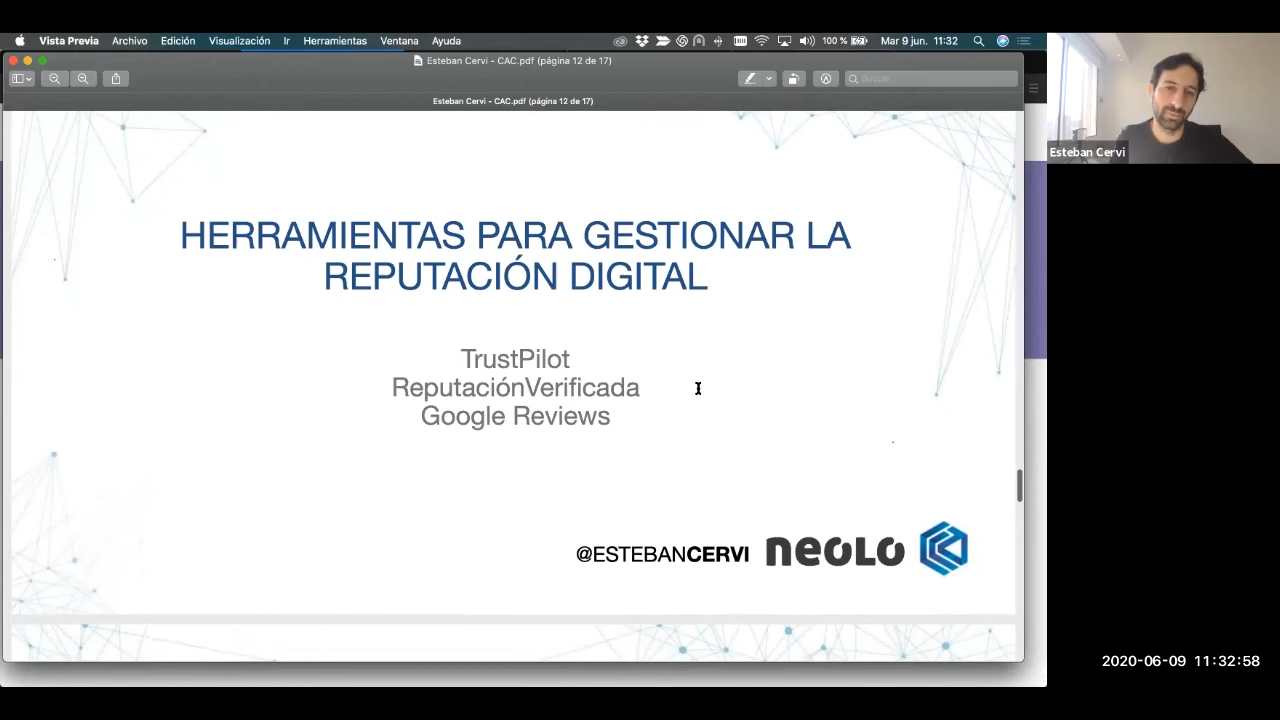 Vista Previa Archivo Edición Visualización Ir Herramientas Ventana Ayuda 100 % Mar 9 jun. 11:32
Esteban Cervi - CAC.pdf (página 12 de 17)
Buscar
Esteban Cervi - CAC.pdf (página 12 de 17)
Esteban Cervi
HERRAMIENTAS PARA GESTIONAR LA
REPUTACIÓN DIGITAL
TrustPilot
ReputaciónVerificada
Google Reviews
@ESTEBANCERVI neoLo
2020-06-09 11:32:58